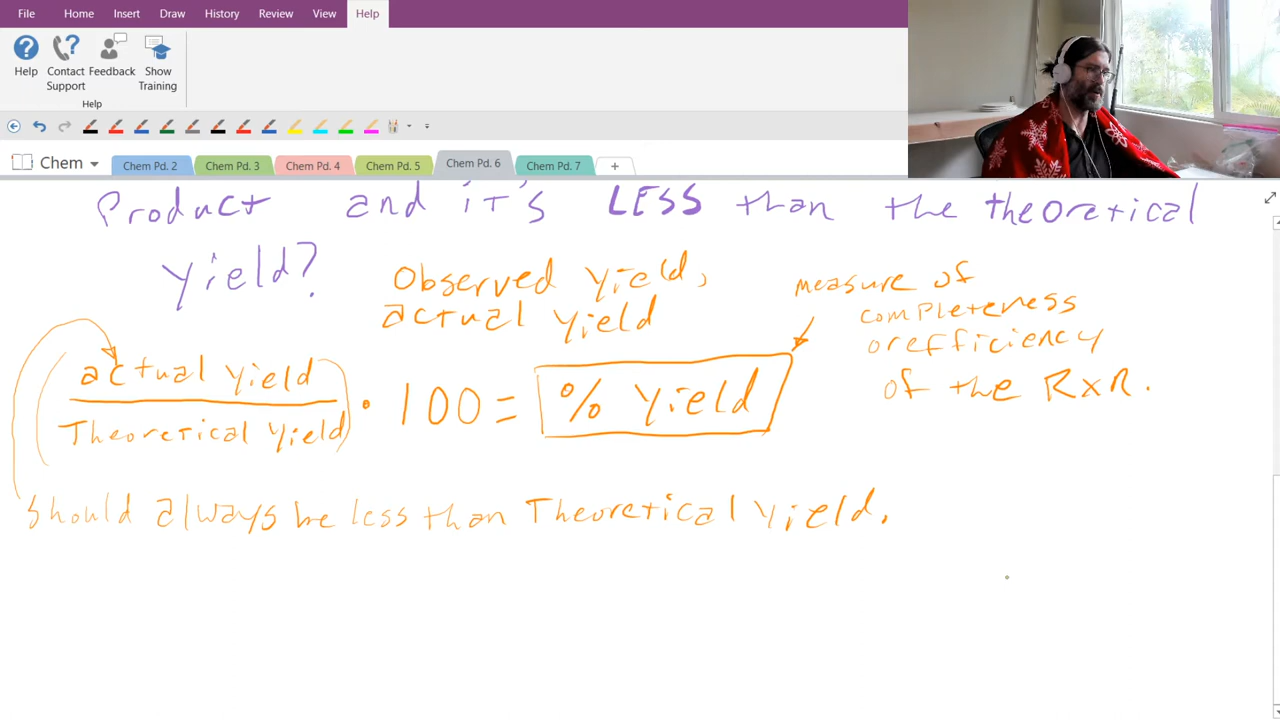 File Home Insert Draw History Review View Help
Help Contact Support Feedback Show Training
Help
Chem Chem Pd. 2 Chem Pd. 3 Chem Pd. 4 Chem Pd. 5 Chem Pd. 6 Chem Pd. 7 +
Product and it's LESS than the theoretical
yield?
Observed yield,
actual yield
measure of
completeness
or efficiency
of the RxR.
actual yield
Theoretical yield
• 100 = % yield
Should always be less than Theoretical yield.